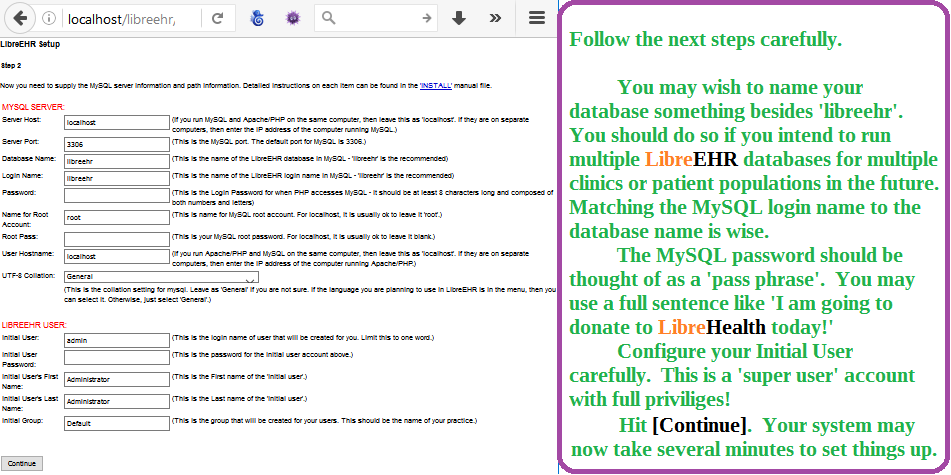 localhost/libreehr,
LibreEHR Setup
Step 2
Now you need to supply the MySQL server information and path information. Detailed instructions on each item can be found in the 'INSTALL' manual file.
MYSQL SERVER:
Server Host: localhost (If you run MySQL and Apache/PHP on the same computer, then leave this as 'localhost'. If they are on separate
computers, then enter the IP address of the computer running MySQL.)
Server Port: 3306 (This is the MySQL port. The default port for MySQL is 3306.)
Database Name: libreehr (This is the name of the LibreEHR database in MySQL - 'libreehr' is the recommended)
Login Name: libreehr (This is the name of the LibreEHR login name in MySQL - 'libreehr' is the recommended)
Password: (This is the Login Password for when PHP accesses MySQL - it should be at least 8 characters long and composed of
both numbers and letters)
Name for Root
Account: root (This is name for MySQL root account. For localhost, it is usually ok to leave it 'root'.)
Root Pass: (This is your MySQL root password. For localhost, it is usually ok to leave it blank.)
User Hostname: localhost (If you run Apache/PHP and MySQL on the same computer, then leave this as 'localhost'. If they are on separate
computers, then enter the IP address of the computer running Apache/PHP.)
UTF-8 Collation: General
(This is the collation setting for mysql. Leave as 'General' if you are not sure. If the language you are planning to use in LibreEHR is in the menu, then you
can select it. Otherwise, just select 'General'.)
LIBREEHR USER:
Initial User: admin (This is the login name of user that will be created for you. Limit this to one word.)
Initial User
Password: (This is the password for the initial user account above.)
Initial User's First
Name: Administrator (This is the First name of the 'initial user'.)
Initial User's Last
Name: Administrator (This is the Last name of the 'initial user'.)
Initial Group: Default (This is the group that will be created for your users. This should be the name of your practice.)
Continue
Follow the next steps carefully.
You may wish to name your
database something besides 'libreehr'.
You should do so if you intend to run
multiple LibreEHR databases for multiple
clinics or patient populations in the future.
Matching the MySQL login name to the
database name is wise.
The MySQL password should be
thought of as a 'pass phrase'.  You may
use a full sentence like 'I am going to
donate to LibreHealth today!'
Configure your Initial User
carefully.  This is a 'super user' account
with full priviliges!
Hit [Continue].  Your system may
now take several minutes to set things up.